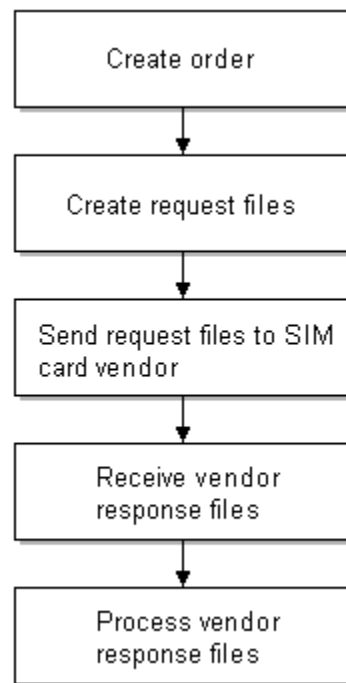 Create order
Create request files
Send request files to SIM
card vendor
Receive vendor
response files
Process vendor
response files